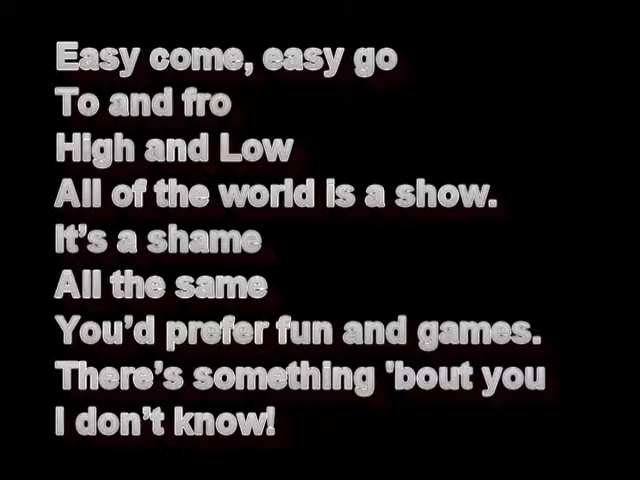 Easy come, easy go
To and fro
High and Low
All of the world is a show.
It’s a shame
All the same
You’d prefer fun and games.
There’s something 'bout you
I don’t know!